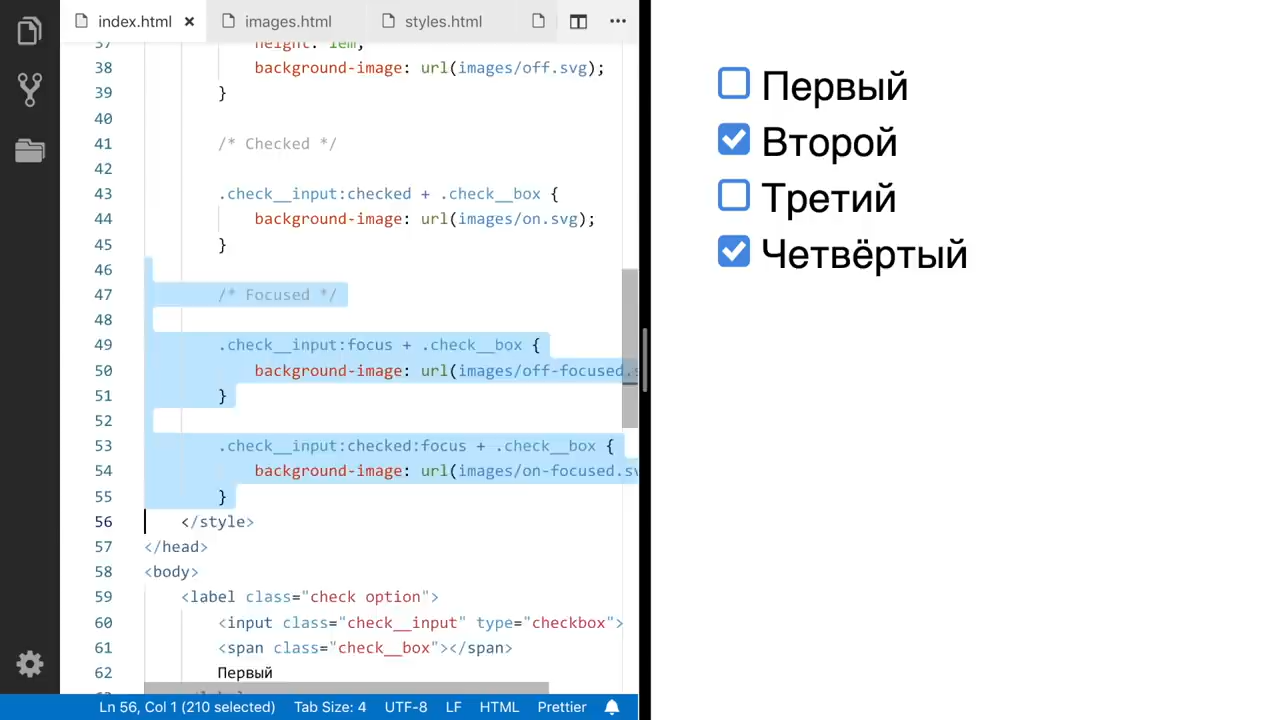 index.html × images.html styles.html
37 height: 1em;
38 background-image: url(images/off.svg);
39 }
40
41 /* Checked */
42
43 .check__input:checked + .check__box {
44 background-image: url(images/on.svg);
45 }
46
47 /* Focused */
48
49 .check__input:focus + .check__box {
50 background-image: url(images/off-focused.s
51 }
52
53 .check__input:checked:focus + .check__box {
54 background-image: url(images/on-focused.sv
55 }
56 </style>
57 </head>
58 <body>
59 <label class="check option">
60 <input class="check__input" type="checkbox">
61 <span class="check__box"></span>
62 Первый
Ln 56, Col 1 (210 selected) Tab Size: 4 UTF-8 LF HTML Prettier
Первый
Второй
Третий
Четвёртый